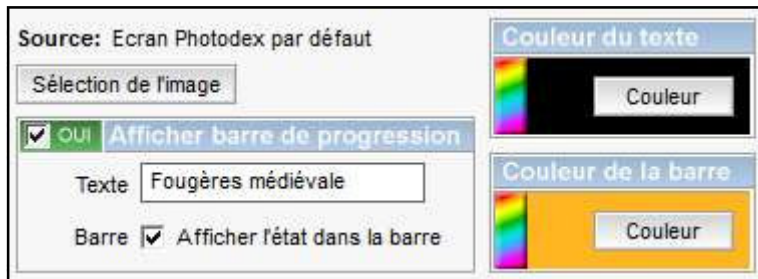 Source: Ecran Photodex par défaut
Sélection de l'image
OUI Afficher barre de progression
Texte Fougères médiévale
Barre Afficher l'état dans la barre
Couleur du texte
Couleur
Couleur de la barre
Couleur